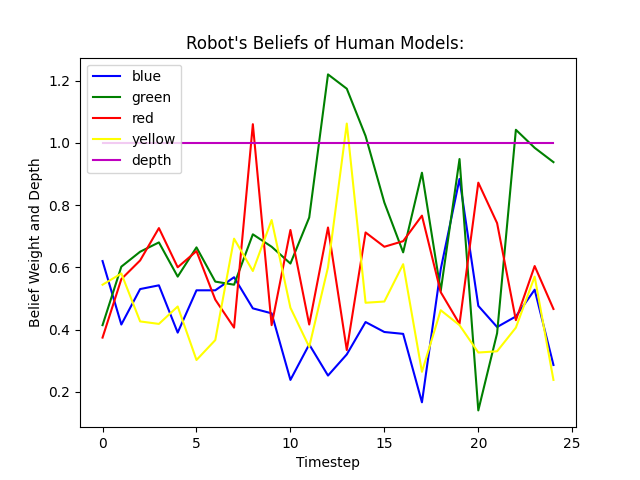 Robot's Beliefs of Human Models:
blue
green
red
yellow
depth
Belief Weight and Depth
1.2
1.0
0.8
0.6
0.4
0.2
0 5 10 15 20 25
Timestep